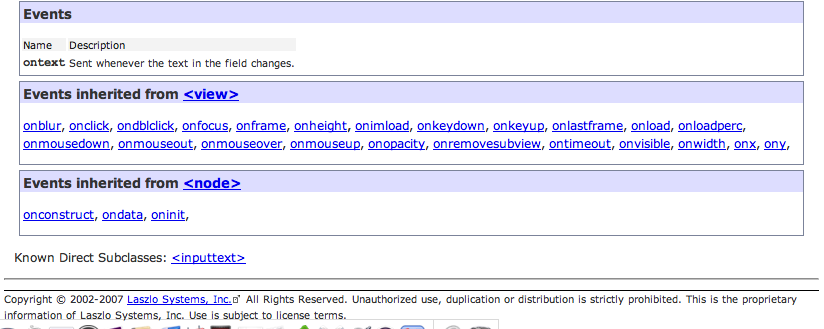 Events
Name Description
ontext Sent whenever the text in the field changes.
Events inherited from <view>
onblur, onclick, ondblclick, onfocus, onframe, onheight, onimload, onkeydown, onkeyup, onlastframe, onload, onloadperc,
onmousedown, onmouseout, onmouseover, onmouseup, onopacity, onremovesubview, ontimeout, onvisible, onwidth, onx, ony,
Events inherited from <node>
onconstruct, ondata, oninit,
Known Direct Subclasses: <inputtext>
Copyright © 2002-2007 Laszlo Systems, Inc. All Rights Reserved. Unauthorized use, duplication or distribution is strictly prohibited. This is the proprietary
information of Laszlo Systems, Inc. Use is subject to license terms.